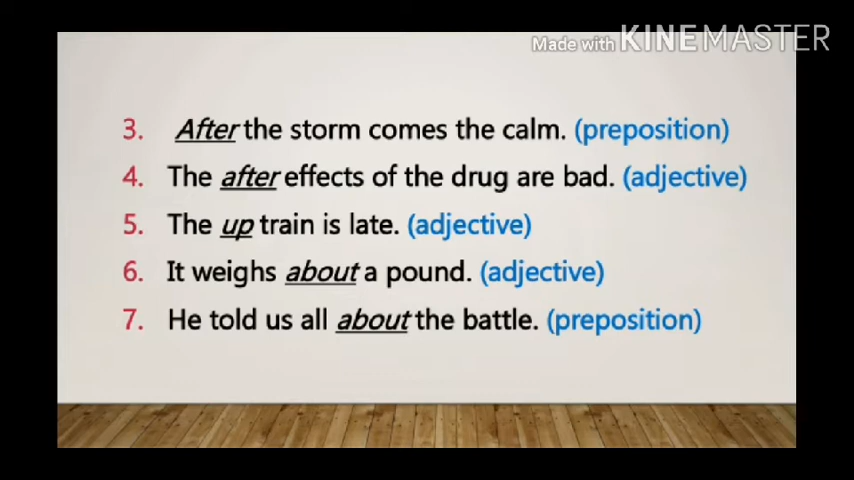 Made with KINEMASTER
3. After the storm comes the calm. (preposition)
4. The after effects of the drug are bad. (adjective)
5. The up train is late. (adjective)
6. It weighs about a pound. (adjective)
7. He told us all about the battle. (preposition)